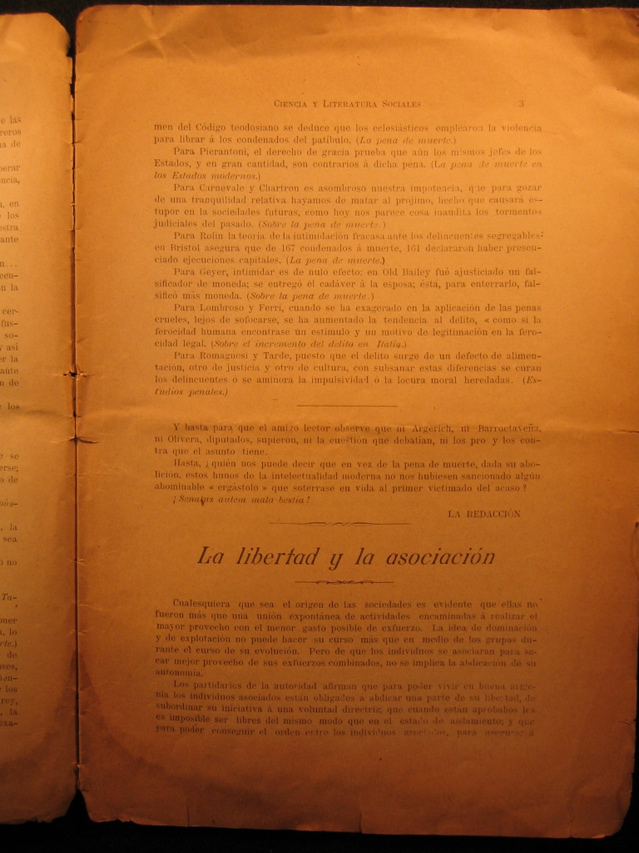 Ciencia y Literatura Sociales 3
men del Código teodosiano se deduce que los eclesiásticos emplearon la violencia
para librar á los condenados del patíbulo. (La pena de muerte.)
Para Pierantoni, el derecho de gracia prueba que aún los mismos jefes de los
Estados, y en gran cantidad, son contrarios á dicha pena. (La pena de muerte en
los Estados modernos.)
Para Carnevale y Chartron es asombroso nuestra impotencia, que para gozar
de una tranquilidad relativa hayamos de matar al prójimo, hecho que causará es-
tupor en la sociedades futuras, como hoy nos parece cosa inaudita los tormentos
judiciales del pasado. (Sobre la pena de muerte.)
Para Rolin la teoría de la intimidación fracasa ante los delincuentes segregables:
en Bristol asegura que de 167 condenados á muerte, 161 declararon haber presen-
ciado ejecuciones capitales. (La pena de muerte.)
Para Geyer, intimidar es de nulo efecto; en Old Bailey fué ajusticiado un fal-
sificador de moneda; se entregó el cadáver á la esposa; ésta, para enterrarlo, fal-
sificó más moneda. (Sobre la pena de muerte.)
Para Lombroso y Ferri, cuando se ha exagerado en la aplicación de las penas
crueles, lejos de sofocarse, se ha aumentado la tendencia al delito, « como si la
ferocidad humana encontrase un estímulo y un motivo de legitimación en la fero-
cidad legal. (Sobre el incremento del delito en Italia.)
Para Romagnosi y Tarde, puesto que el delito surge de un defecto de alimen-
tación, otro de justicia y otro de cultura, con subsanar estas diferencias se curan
los delincuentes ó se aminora la impulsividad ó la locura moral heredadas. (Es-
tudios penales.)
Y basta para que el amigo lector observe que ni Argerich, ni Barroetaveña,
ni Olivera, diputados, supieron, ni la cuestión que debatían, ni los pro y los con-
tra que el asunto tiene.
Hasta, ¿quién nos puede decir que en vez de la pena de muerte, dada su abo-
lición, estos hunos de la intelectualidad moderna no nos hubiesen sancionado algún
abominable « ergástolo » que soterrase en vida al primer victimado del acaso?
¡Senatus autem mala bestia!
LA REDACCIÓN
La libertad y la asociación
Cualesquiera que sea el origen de las sociedades es evidente que ellas no
fueron más que una unión expontánea de actividades encaminadas á realizar el
mayor provecho con el menor gasto posible de exfuerzo. La idea de dominación
y de explotación no puede hacer su curso más que en medio de los grupos du-
rante el curso de su evolución. Pero de que los individuos se asociaran para sa-
car mejor provecho de sus exfuerzos combinados, no se implica la abdicación de su
autonomía.
Los partidarios de la autoridad afirman que para poder vivir en buena
los individuos asociados están obligados á abdicar una parte de su libertad, de
subordinar su iniciativa á una voluntad directriz; que cuando estan
es imposible ser libres del mismo modo que en el estado de aislamiento; y que
para poder conseguir el orden entre los individuos asociados, para